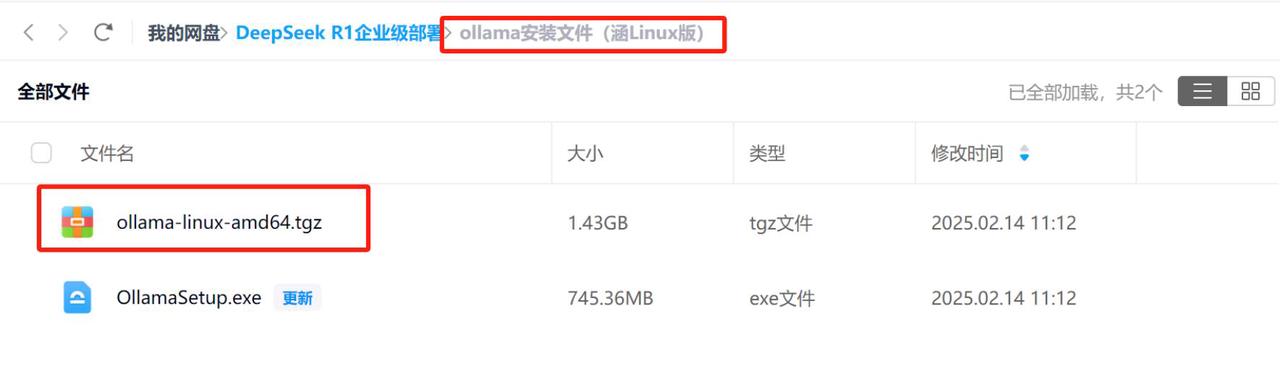 我的网盘> DeepSeek R1企业级部署> ollama安装文件（涵Linux版）
全部文件 已全部加载，共2个
文件名 大小 类型 修改时间
ollama-linux-amd64.tgz 1.43GB tgz文件 2025.02.14 11:12
OllamaSetup.exe 更新 745.36MB exe文件 2025.02.14 11:12